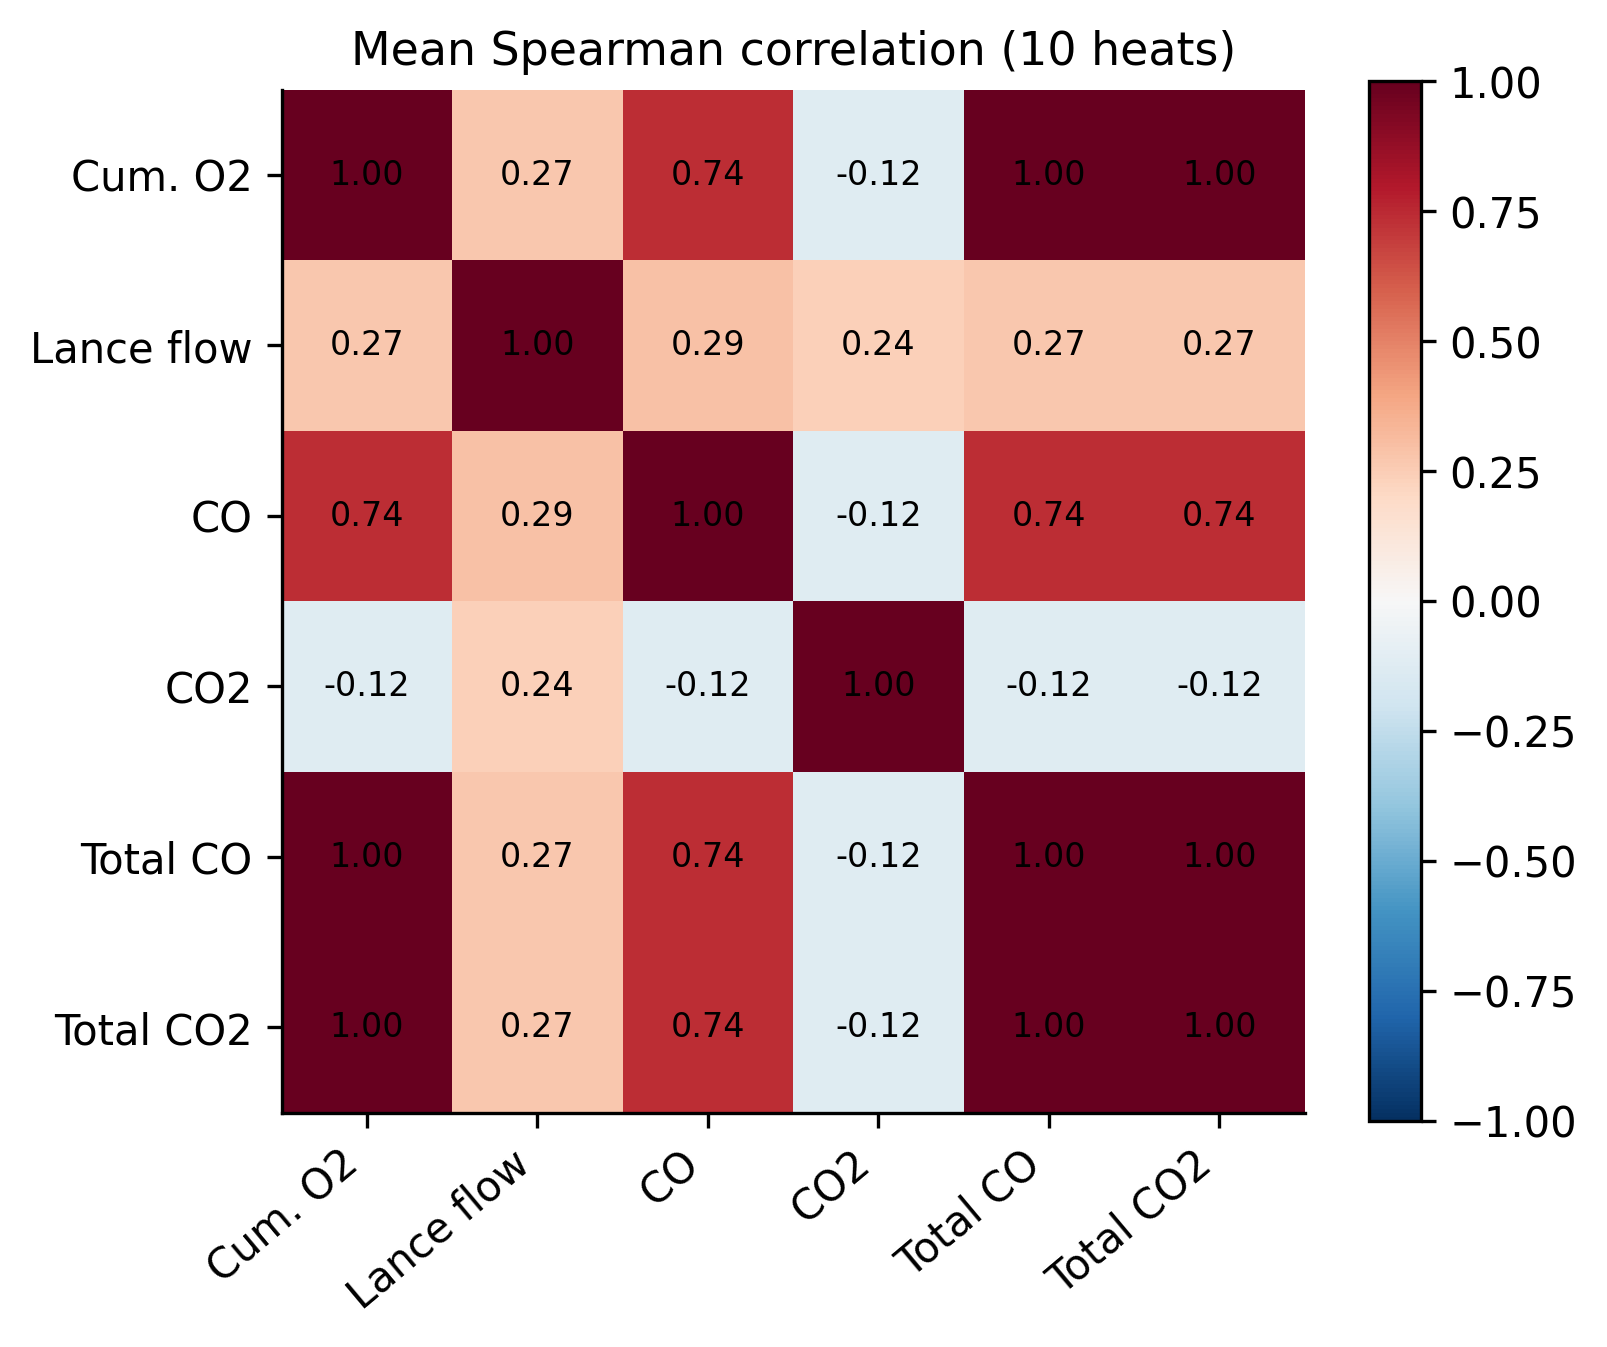 Mean Spearman correlation (10 heats)
Cum. O2 1.00 0.27 0.74 -0.12 1.00 1.00
Lance flow 0.27 1.00 0.29 0.24 0.27 0.27
CO 0.74 0.29 1.00 -0.12 0.74 0.74
CO2 -0.12 0.24 -0.12 1.00 -0.12 -0.12
Total CO 1.00 0.27 0.74 -0.12 1.00 1.00
Total CO2 1.00 0.27 0.74 -0.12 1.00 1.00
Cum. O2
Lance flow
CO
CO2
Total CO
Total CO2
1.00
0.75
0.50
0.25
0.00
−0.25
−0.50
−0.75
−1.00